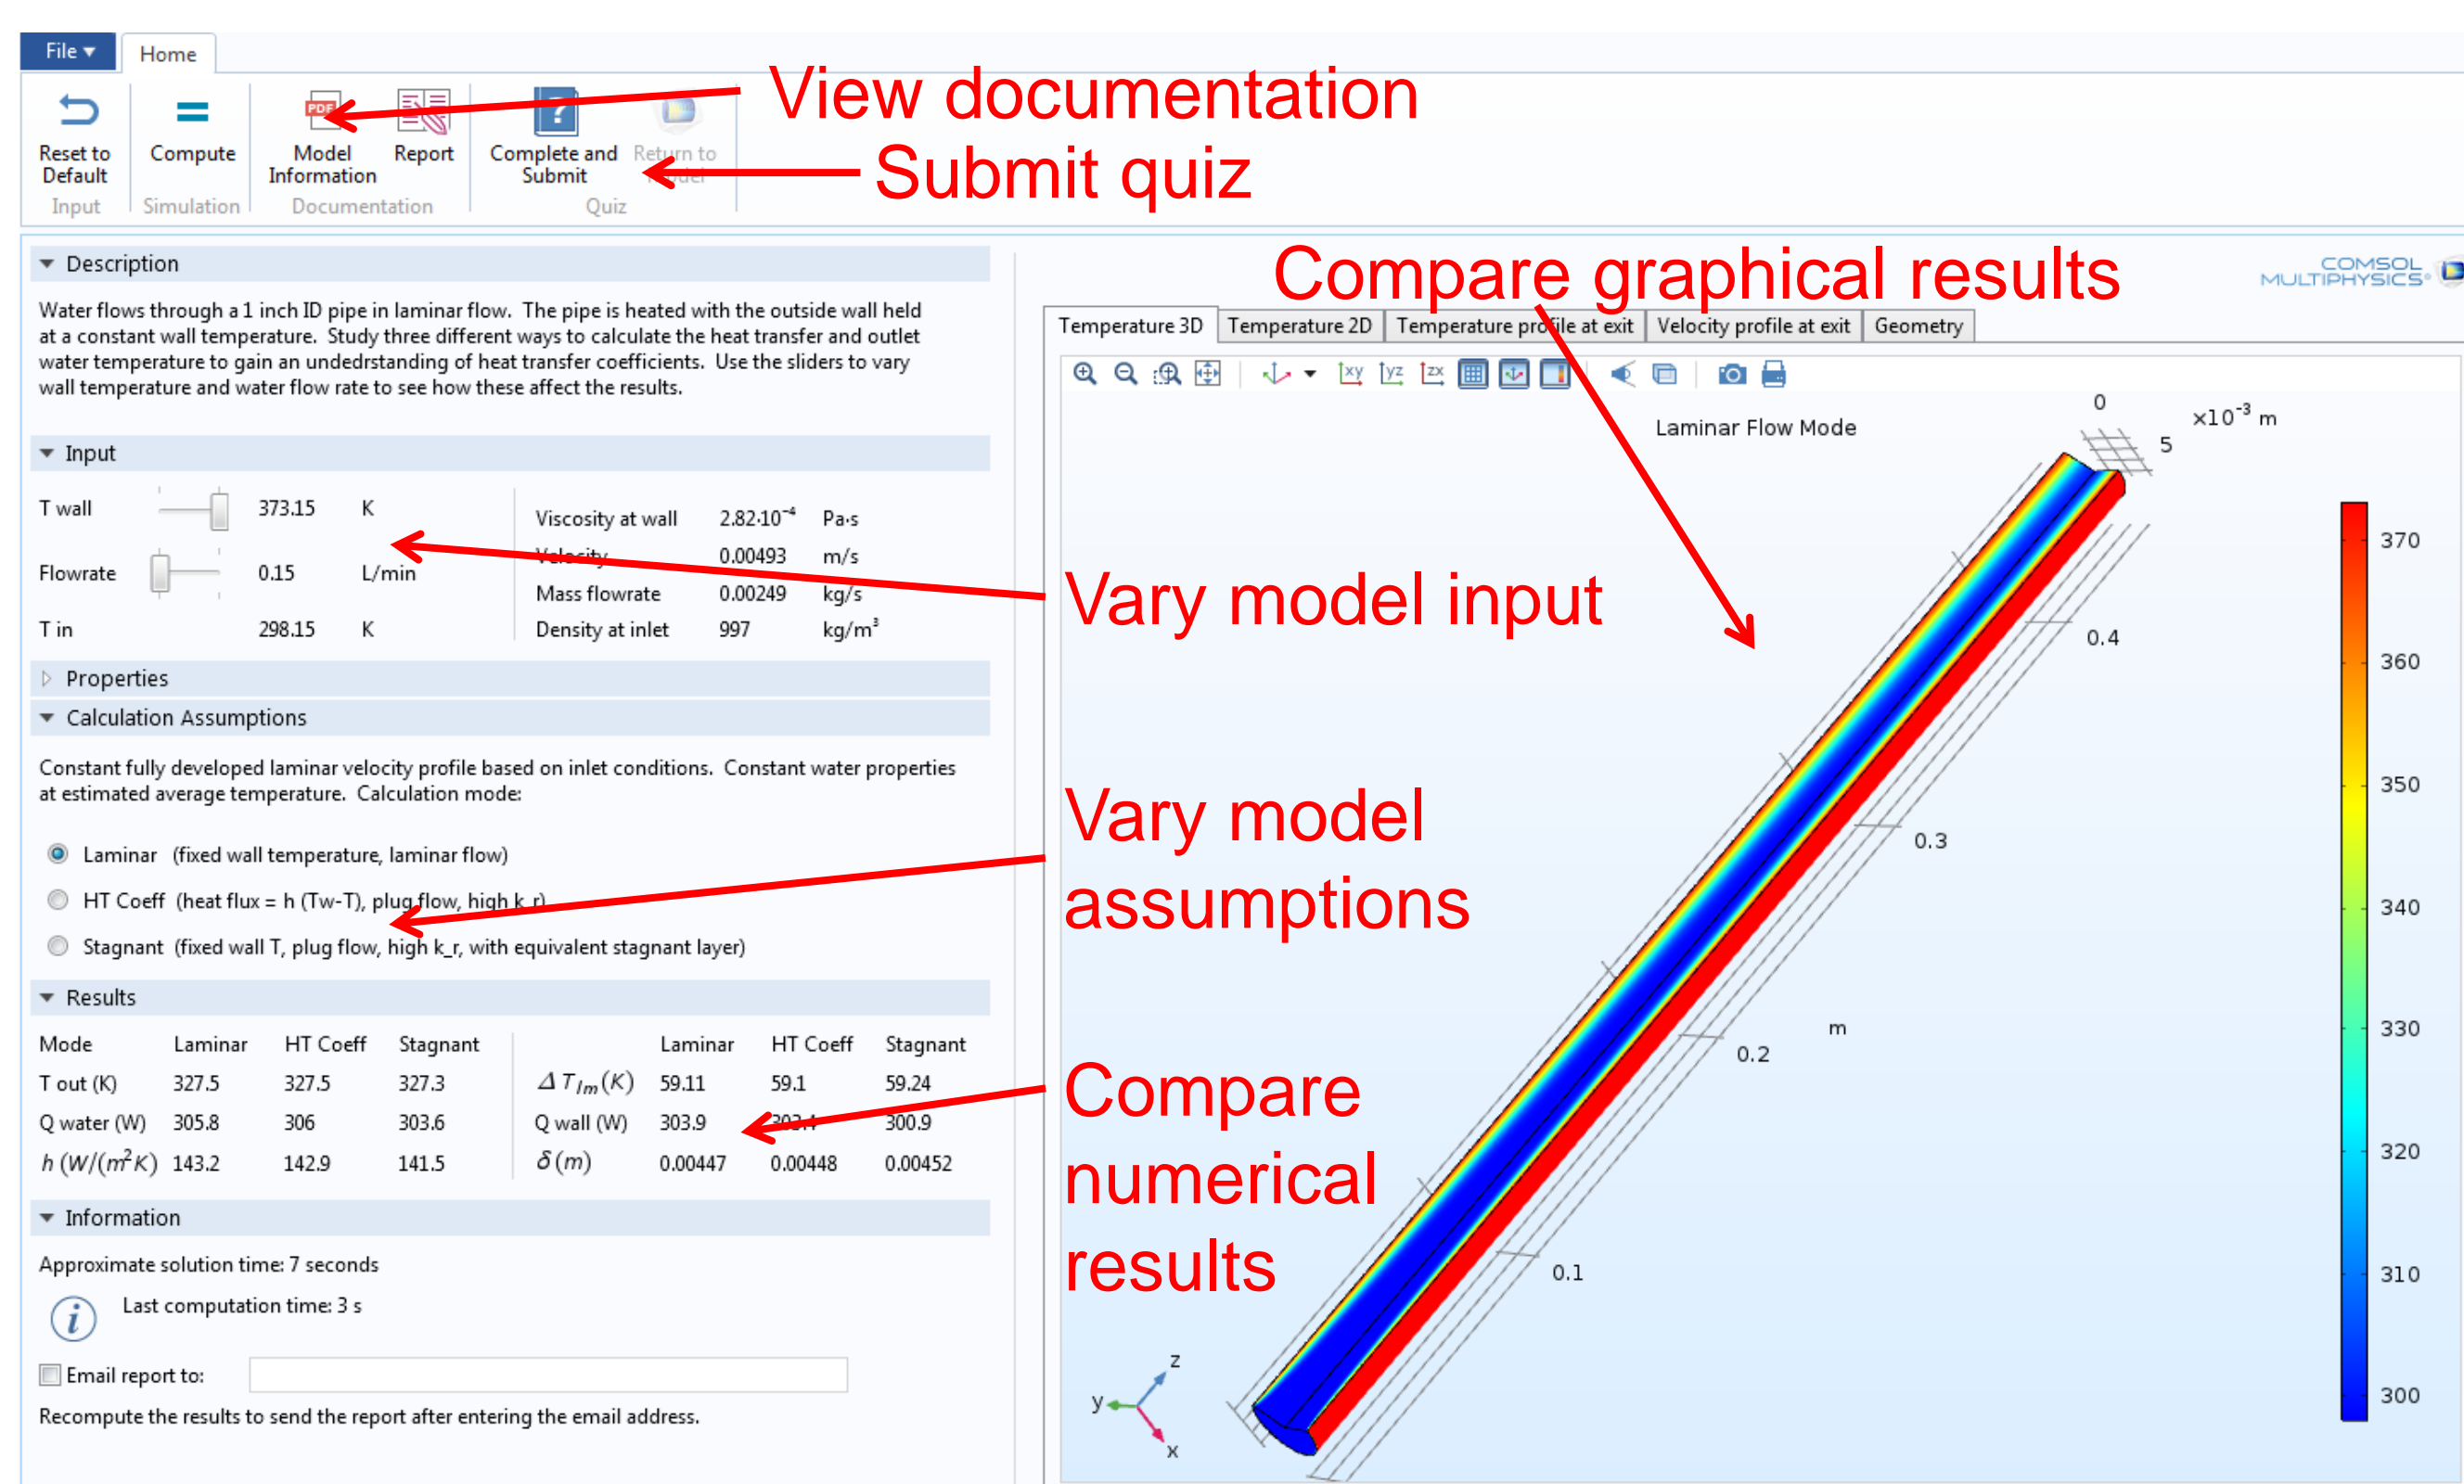 File ▾ Home
View documentation
Submit quiz
Reset to Default
Compute
Model Information
Report
Complete and Submit
Return to
Input
Simulation
Documentation
Quiz
Compare graphical results
COMSOL
MULTIPHYSICS®
▾ Description
Water flows through a 1 inch ID pipe in laminar flow. The pipe is heated with the outside wall held
at a constant wall temperature. Study three different ways to calculate the heat transfer and outlet
water temperature to gain an undedrstanding of heat transfer coefficients. Use the sliders to vary
wall temperature and water flow rate to see how these affect the results.
▾ Input
T wall 373.15 K
Flowrate 0.15 L/min
T in 298.15 K
Viscosity at wall 2.82·10⁻⁴ Pa·s
Velocity 0.00493 m/s
Mass flowrate 0.00249 kg/s
Density at inlet 997 kg/m³
▷ Properties
▾ Calculation Assumptions
Constant fully developed laminar velocity profile based on inlet conditions. Constant water properties
at estimated average temperature. Calculation mode:
Laminar (fixed wall temperature, laminar flow)
HT Coeff (heat flux = h (Tw-T), plug flow, high k_r)
Stagnant (fixed wall T, plug flow, high k_r, with equivalent stagnant layer)
▾ Results
Mode Laminar HT Coeff Stagnant
T out (K) 327.5 327.5 327.3
Q water (W) 305.8 306 303.6
h (W/(m²K) 143.2 142.9 141.5
Laminar HT Coeff Stagnant
ΔT lm (K) 59.11 59.1 59.24
Q wall (W) 303.9 303.4 300.9
δ (m) 0.00447 0.00448 0.00452
▾ Information
Approximate solution time: 7 seconds
Last computation time: 3 s
Email report to:
Recompute the results to send the report after entering the email address.
Temperature 3D
Temperature 2D
Temperature profile at exit
Velocity profile at exit
Geometry
xy yz zx
Laminar Flow Mode
0
5
×10⁻³ m
0.4
0.3
m
0.2
0.1
z
y
x
370
360
350
340
330
320
310
300
Vary model input
Vary model
assumptions
Compare
numerical
results